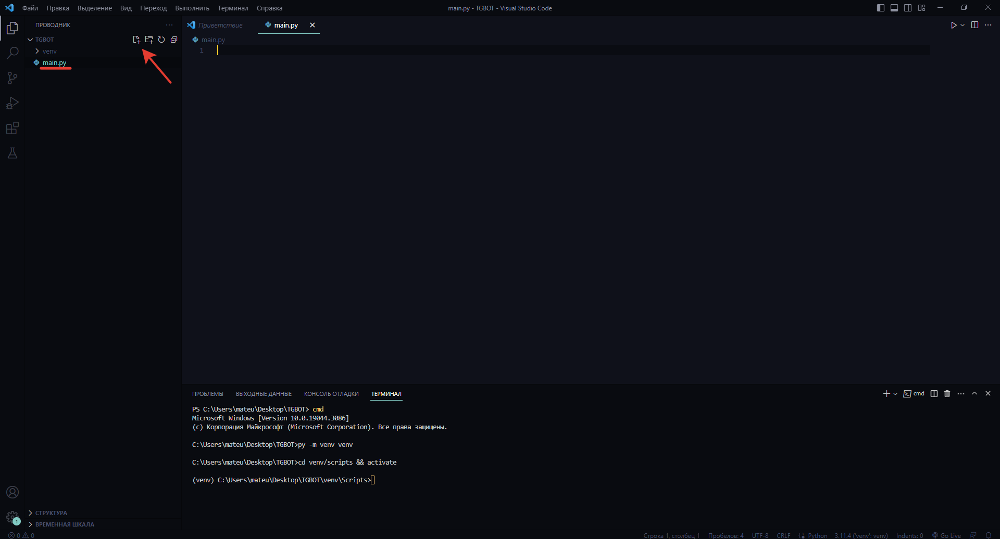 Файл Правка Выделение Вид Переход Выполнить Терминал Справка
main.py - TGBOT - Visual Studio Code
ПРОВОДНИК
TGBOT
venv
main.py
Приветствие
main.py
main.py
1
ПРОБЛЕМЫ ВЫХОДНЫЕ ДАННЫЕ КОНСОЛЬ ОТЛАДКИ ТЕРМИНАЛ
cmd
PS C:\Users\mateu\Desktop\TGBOT> cmd
Microsoft Windows [Version 10.0.19044.3086]
(c) Корпорация Майкрософт (Microsoft Corporation). Все права защищены.
C:\Users\mateu\Desktop\TGBOT>py -m venv venv
C:\Users\mateu\Desktop\TGBOT>cd venv/scripts && activate
(venv) C:\Users\mateu\Desktop\TGBOT\venv\Scripts>
СТРУКТУРА
1
ВРЕМЕННАЯ ШКАЛА
0 0
Строка 1, столбец 1 Пробелов: 4 UTF-8 CRLF Python 3.11.4 ('venv': venv) Indents: 0 Go Live